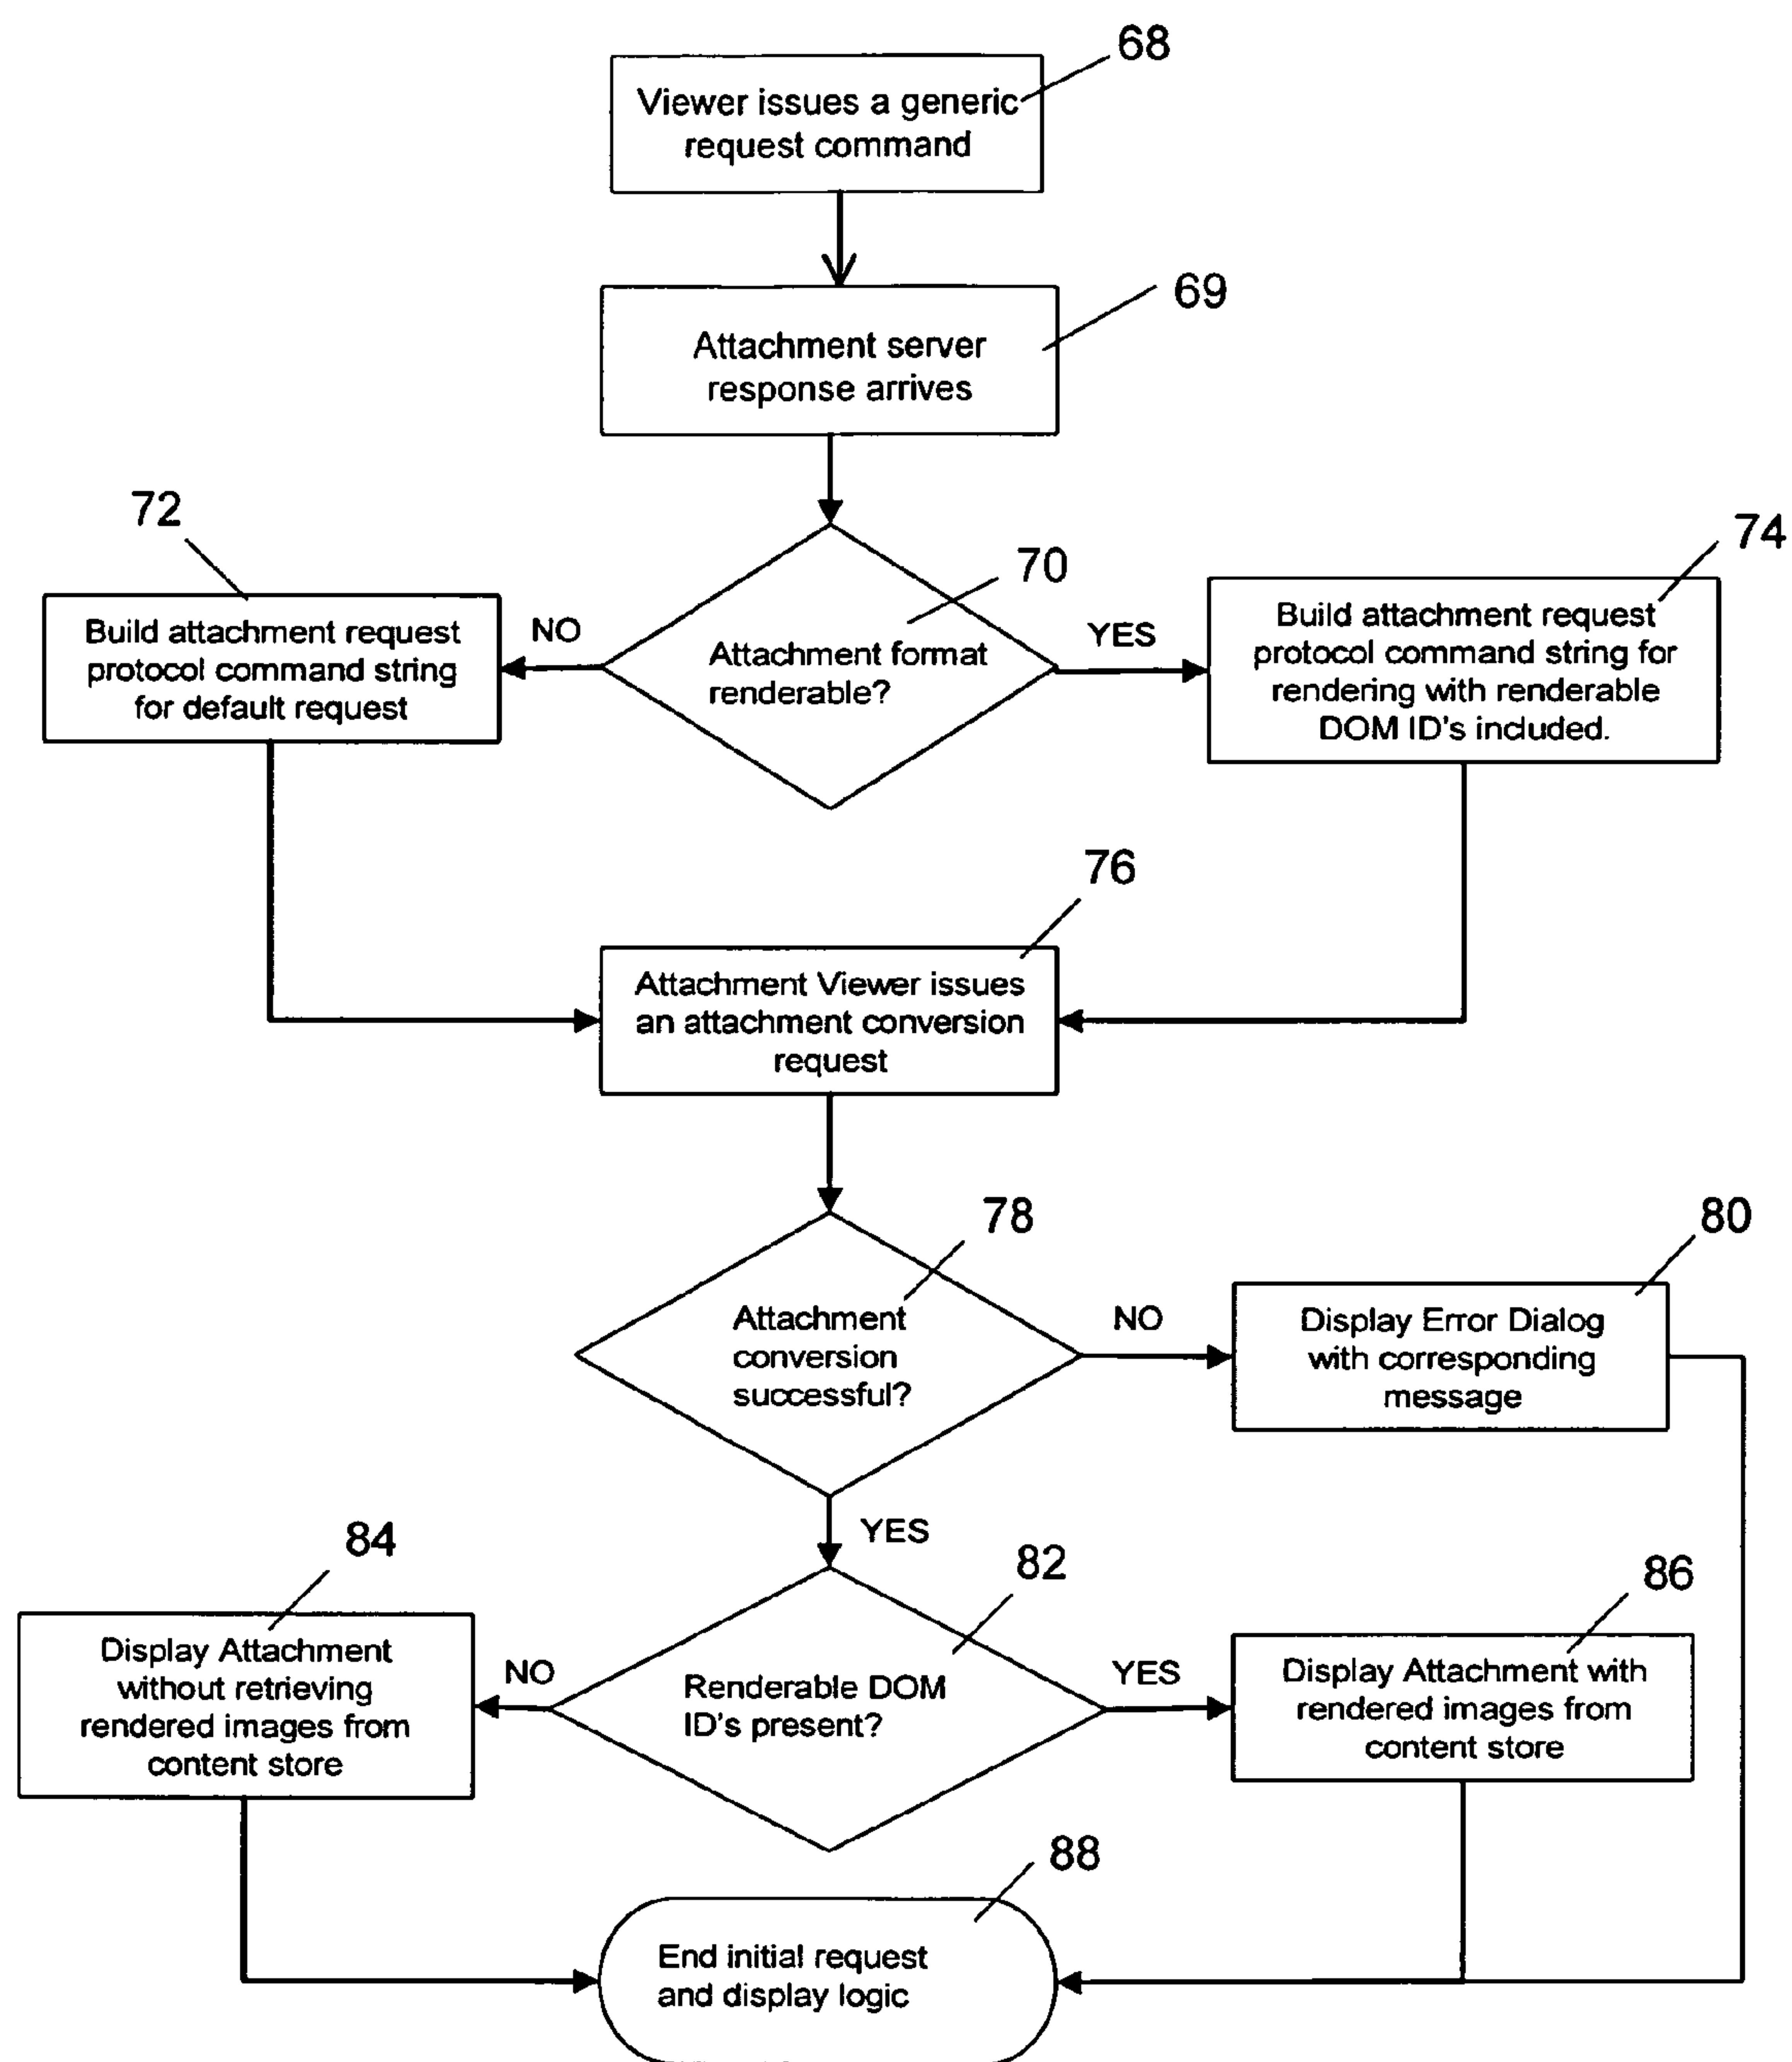 68
Viewer issues a generic
request command
69
Attachment server
response arrives
72
70
74
Build attachment request
protocol command string
for default request
NO
Attachment format
renderable?
YES
Build attachment request
protocol command string for
rendering with renderable
DOM ID's included.
76
Attachment Viewer issues
an attachment conversion
request
78
80
Attachment
conversion
successful?
NO
Display Error Dialog
with corresponding
message
YES
84
82
86
Display Attachment
without retrieving
rendered images from
content store
NO
Renderable DOM
ID's present?
YES
Display Attachment with
rendered images from
content store
88
End initial request
and display logic